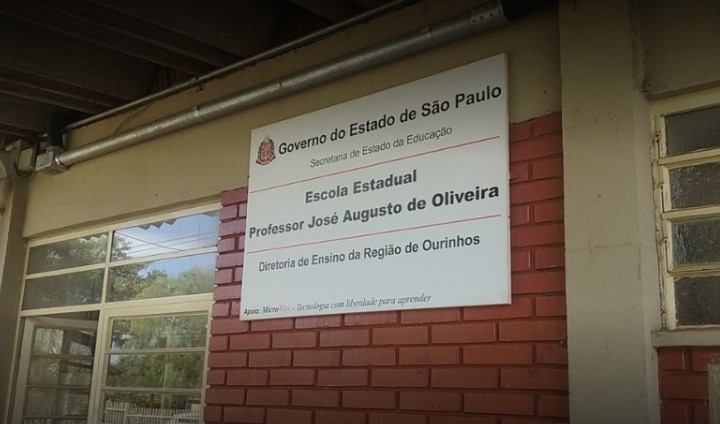 Governo do Estado de São Paulo
Secretaria de Estado da Educação
Escola Estadual
Professor José Augusto de Oliveira
Diretoria de Ensino da Região de Ourinhos
Apoio: Micro - Tecnologia com liberdade para aprender